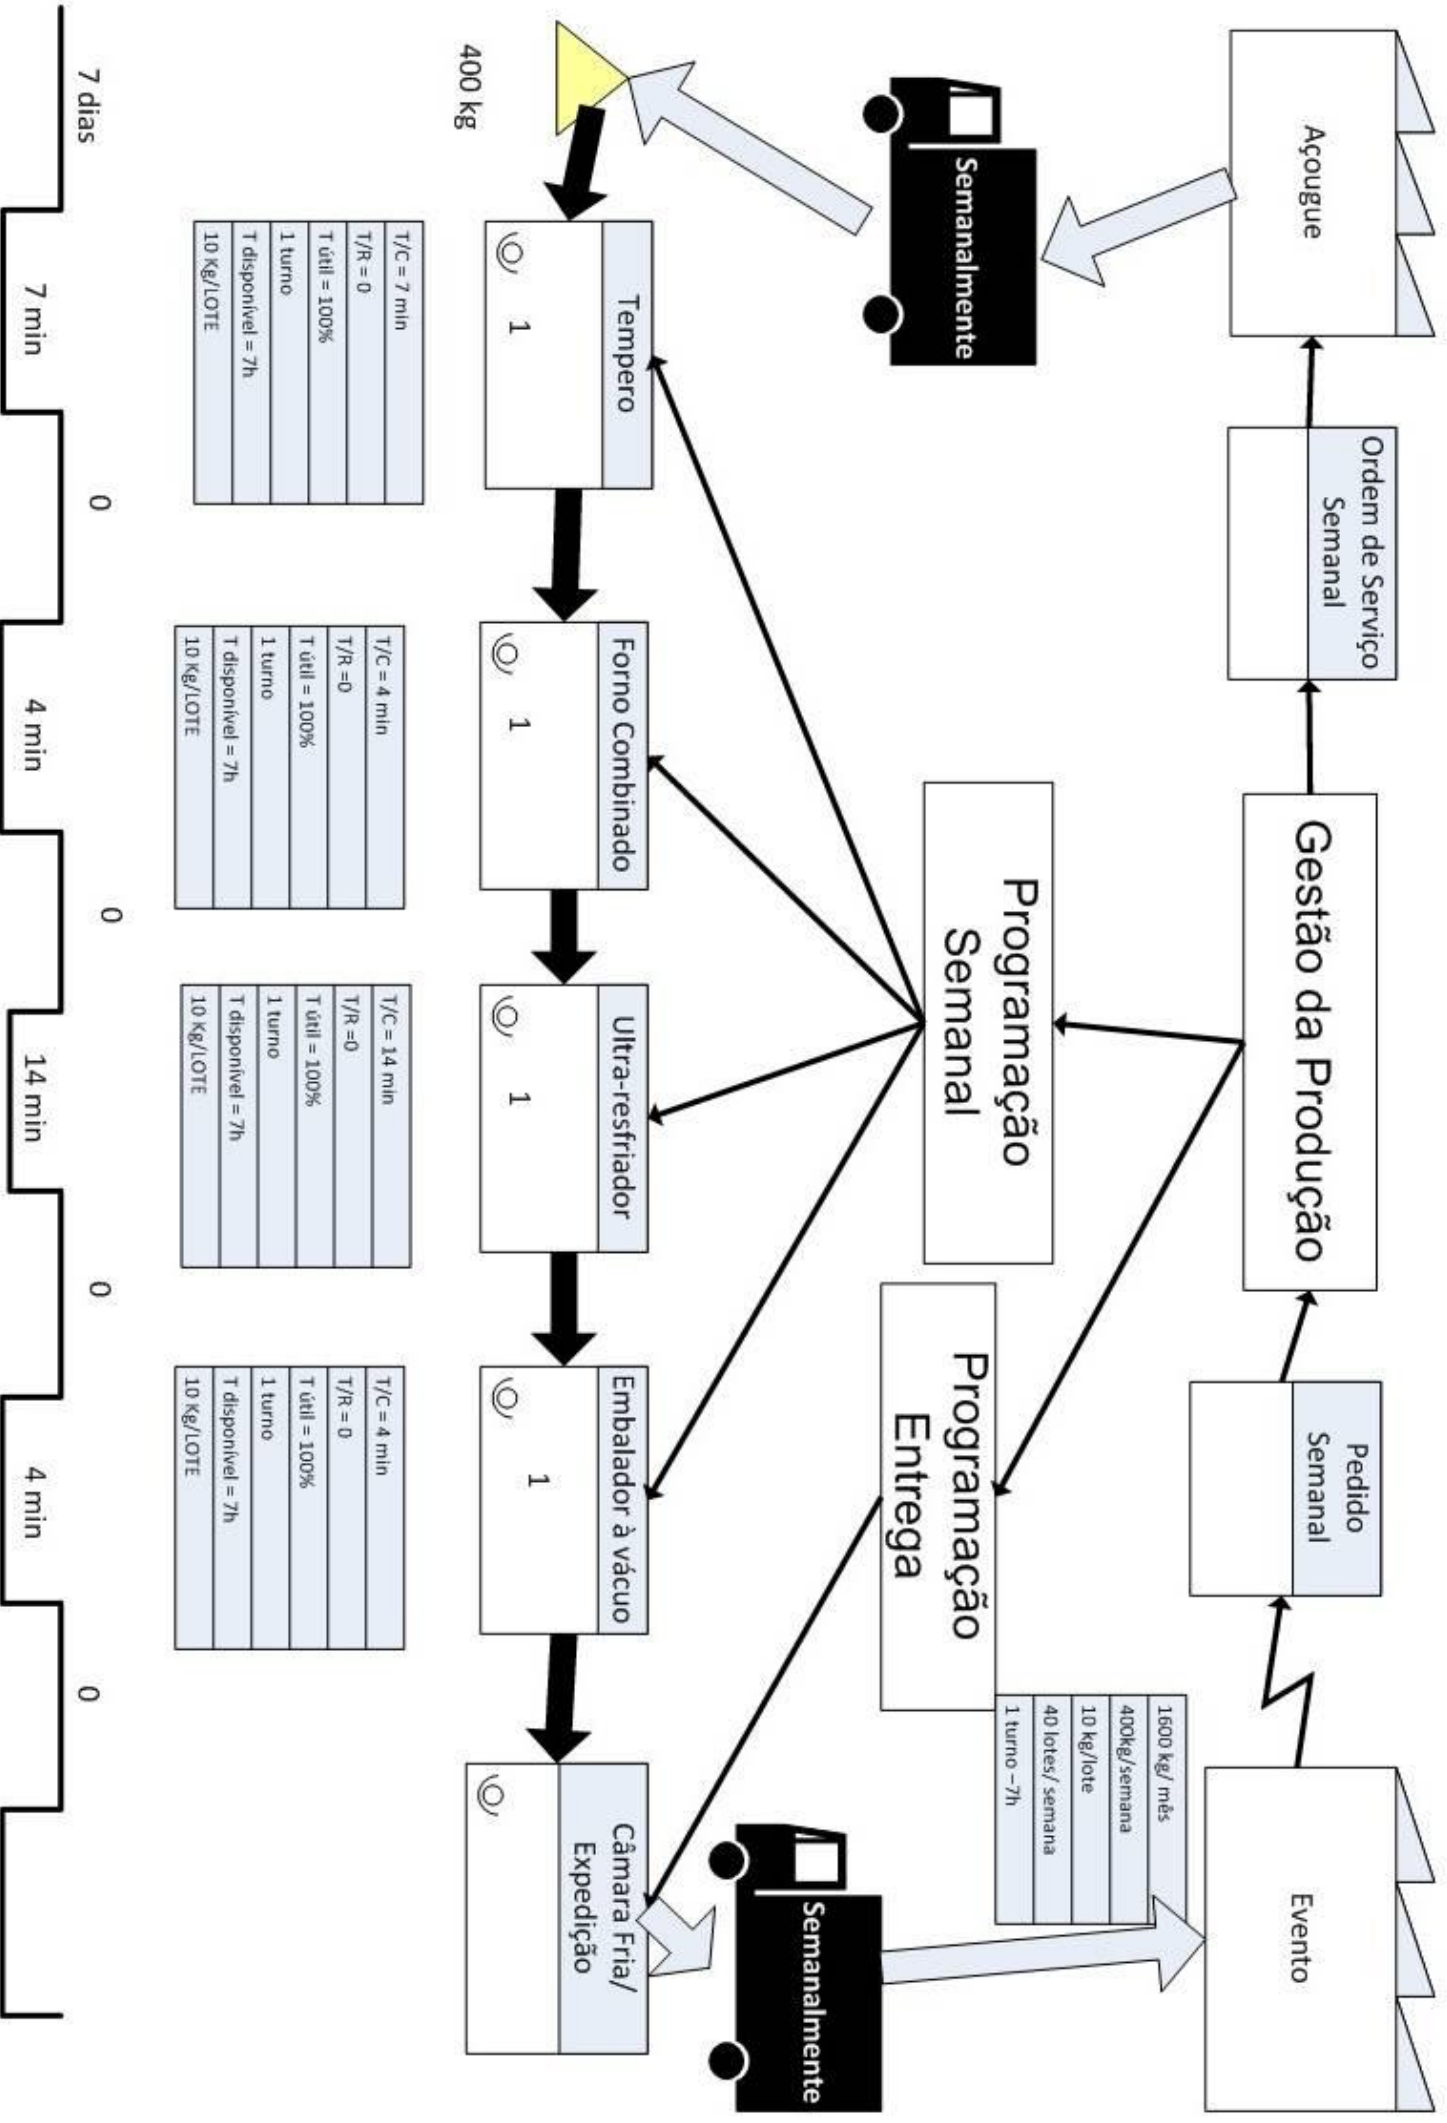 Açougue
Ordem de Serviço
Semanal
Gestão da Produção
Pedido
Semanal
Evento
1600 kg/ mês
400kg/semana
10 kg/lote
40 lotes/ semana
1 turno –7h
Semanalmente
Programação
Semanal
Programação
Entrega
Semanalmente
400 kg
Tempero
1
Forno Combinado
1
Ultra-resfriador
1
Embalador à vácuo
1
Câmara Fria/
Expedição
T/C = 7 min
T/R = 0
T útil = 100%
1 turno
T disponível = 7h
10 Kg/LOTE
T/C = 4 min
T/R =0
T útil = 100%
1 turno
T disponível = 7h
10 Kg/LOTE
T/C = 14 min
T/R =0
T útil = 100%
1 turno
T disponível = 7h
10 Kg/LOTE
T/C = 4 min
T/R = 0
T útil = 100%
1 turno
T disponível = 7h
10 Kg/LOTE
7 dias
7 min
0
4 min
0
14 min
0
4 min
0